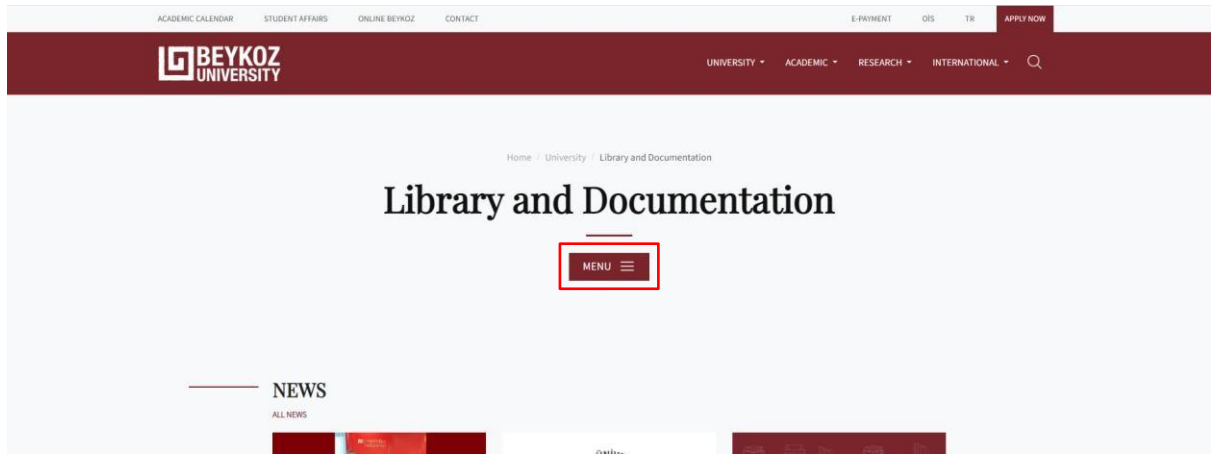 ACADEMIC CALENDAR STUDENT AFFAIRS ONLINE BEYKOZ CONTACT E-PAYMENT OİS TR APPLY NOW
BEYKOZ
UNIVERSITY
UNIVERSITY ACADEMIC RESEARCH INTERNATIONAL
Home / University / Library and Documentation
Library and Documentation
MENU
NEWS
ALL NEWS